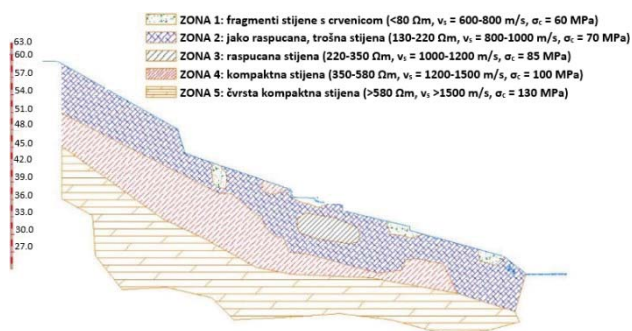 ZONA 1: fragmenti stijene s crvenicom (<80 Ωm, vs = 600-800 m/s, σc = 60 MPa)
ZONA 2: jako raspucana, trošna stijena (130-220 Ωm, vs = 800-1000 m/s, σc = 70 MPa)
ZONA 3: raspucana stijena (220-350 Ωm, vs = 1000-1200 m/s, σc = 85 MPa)
ZONA 4: kompaktna stijena (350-580 Ωm, vs = 1200-1500 m/s, σc = 100 MPa)
ZONA 5: čvrsta kompaktna stijena (>580 Ωm, vs >1500 m/s, σc = 130 MPa)
63.0
60.0
57.0
54.0
51.0
48.0
45.0
42.0
39.0
36.0
33.0
30.0
27.0